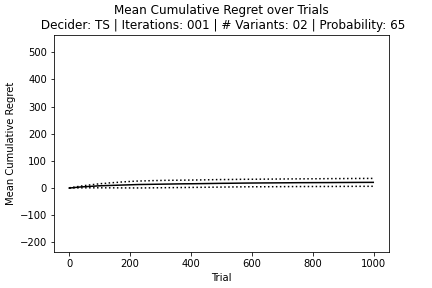 Mean Cumulative Regret over Trials
Decider: TS | Iterations: 001 | # Variants: 02 | Probability: 65
500
400
300
200
100
0
−100
−200
Mean Cumulative Regret
0 200 400 600 800 1000
Trial